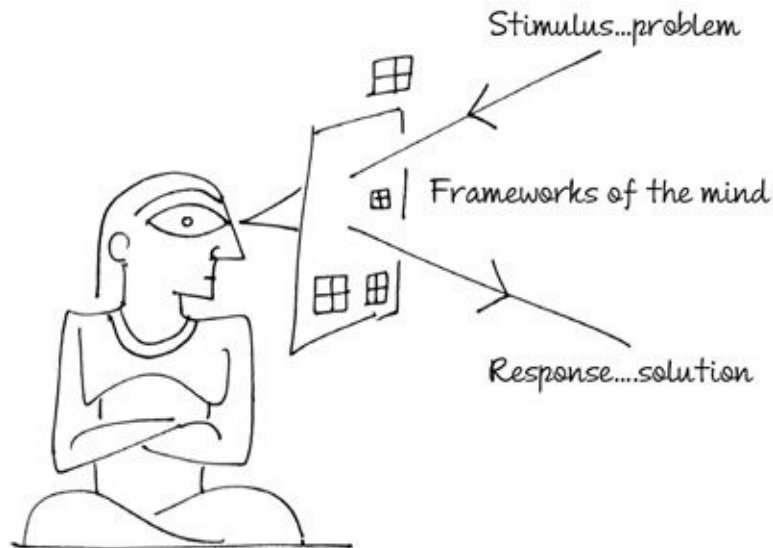 Stimulus...problem
Frameworks of the mind
Response....solution